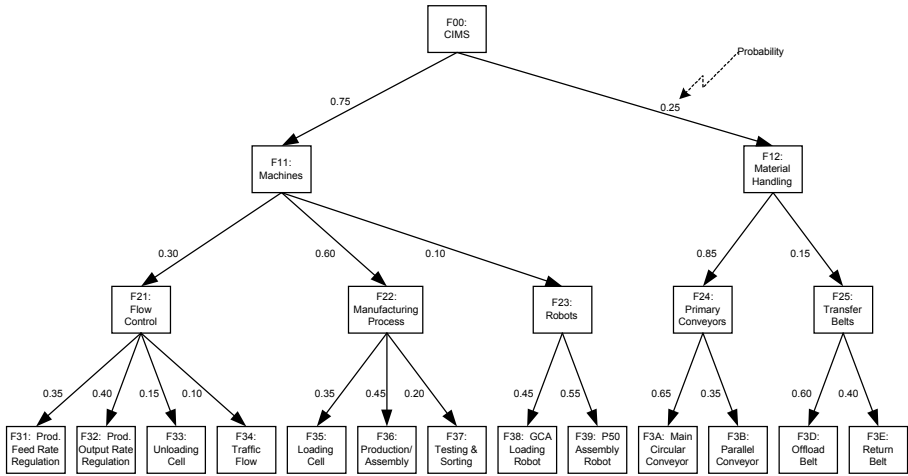 F00:
CIMS
Probability
0.75
0.25
F11:
Machines
F12:
Material
Handling
0.30
0.60
0.10
0.85
0.15
F21:
Flow
Control
F22:
Manufacturing
Process
F23:
Robots
F24:
Primary
Conveyors
F25:
Transfer
Belts
0.35
0.40
0.15
0.10
0.35
0.45
0.20
0.45
0.55
0.65
0.35
0.60
0.40
F31: Prod.
Feed Rate
Regulation
F32: Prod.
Output Rate
Regulation
F33:
Unloading
Cell
F34:
Traffic
Flow
F35:
Loading
Cell
F36:
Production/
Assembly
F37:
Testing &
Sorting
F38: GCA
Loading
Robot
F39: P50
Assembly
Robot
F3A: Main
Circular
Conveyor
F3B:
Parallel
Conveyor
F3D:
Offload
Belt
F3E:
Return
Belt